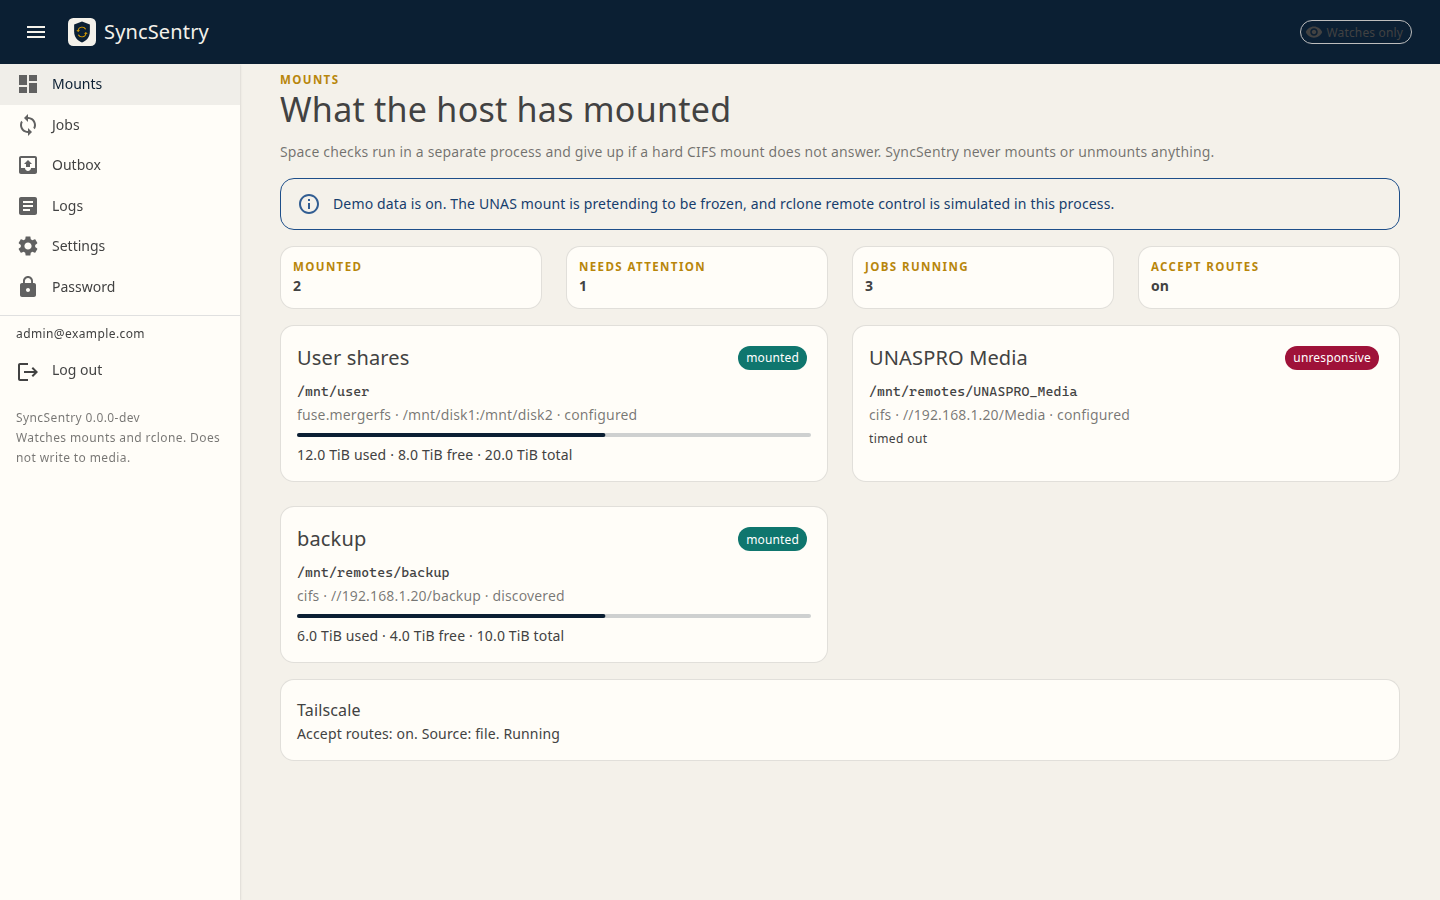 SyncSentry
Watches only
Mounts
Jobs
Outbox
Logs
Settings
Password
admin@example.com
Log out
SyncSentry 0.0.0-dev
Watches mounts and rclone. Does
not write to media.
MOUNTS
What the host has mounted
Space checks run in a separate process and give up if a hard CIFS mount does not answer. SyncSentry never mounts or unmounts anything.
Demo data is on. The UNAS mount is pretending to be frozen, and rclone remote control is simulated in this process.
MOUNTED
2
NEEDS ATTENTION
1
JOBS RUNNING
3
ACCEPT ROUTES
on
User shares
mounted
/mnt/user
fuse.mergerfs · /mnt/disk1:/mnt/disk2 · configured
12.0 TiB used · 8.0 TiB free · 20.0 TiB total
UNASPRO Media
unresponsive
/mnt/remotes/UNASPRO_Media
cifs · //192.168.1.20/Media · configured
timed out
backup
mounted
/mnt/remotes/backup
cifs · //192.168.1.20/backup · discovered
6.0 TiB used · 4.0 TiB free · 10.0 TiB total
Tailscale
Accept routes: on. Source: file. Running